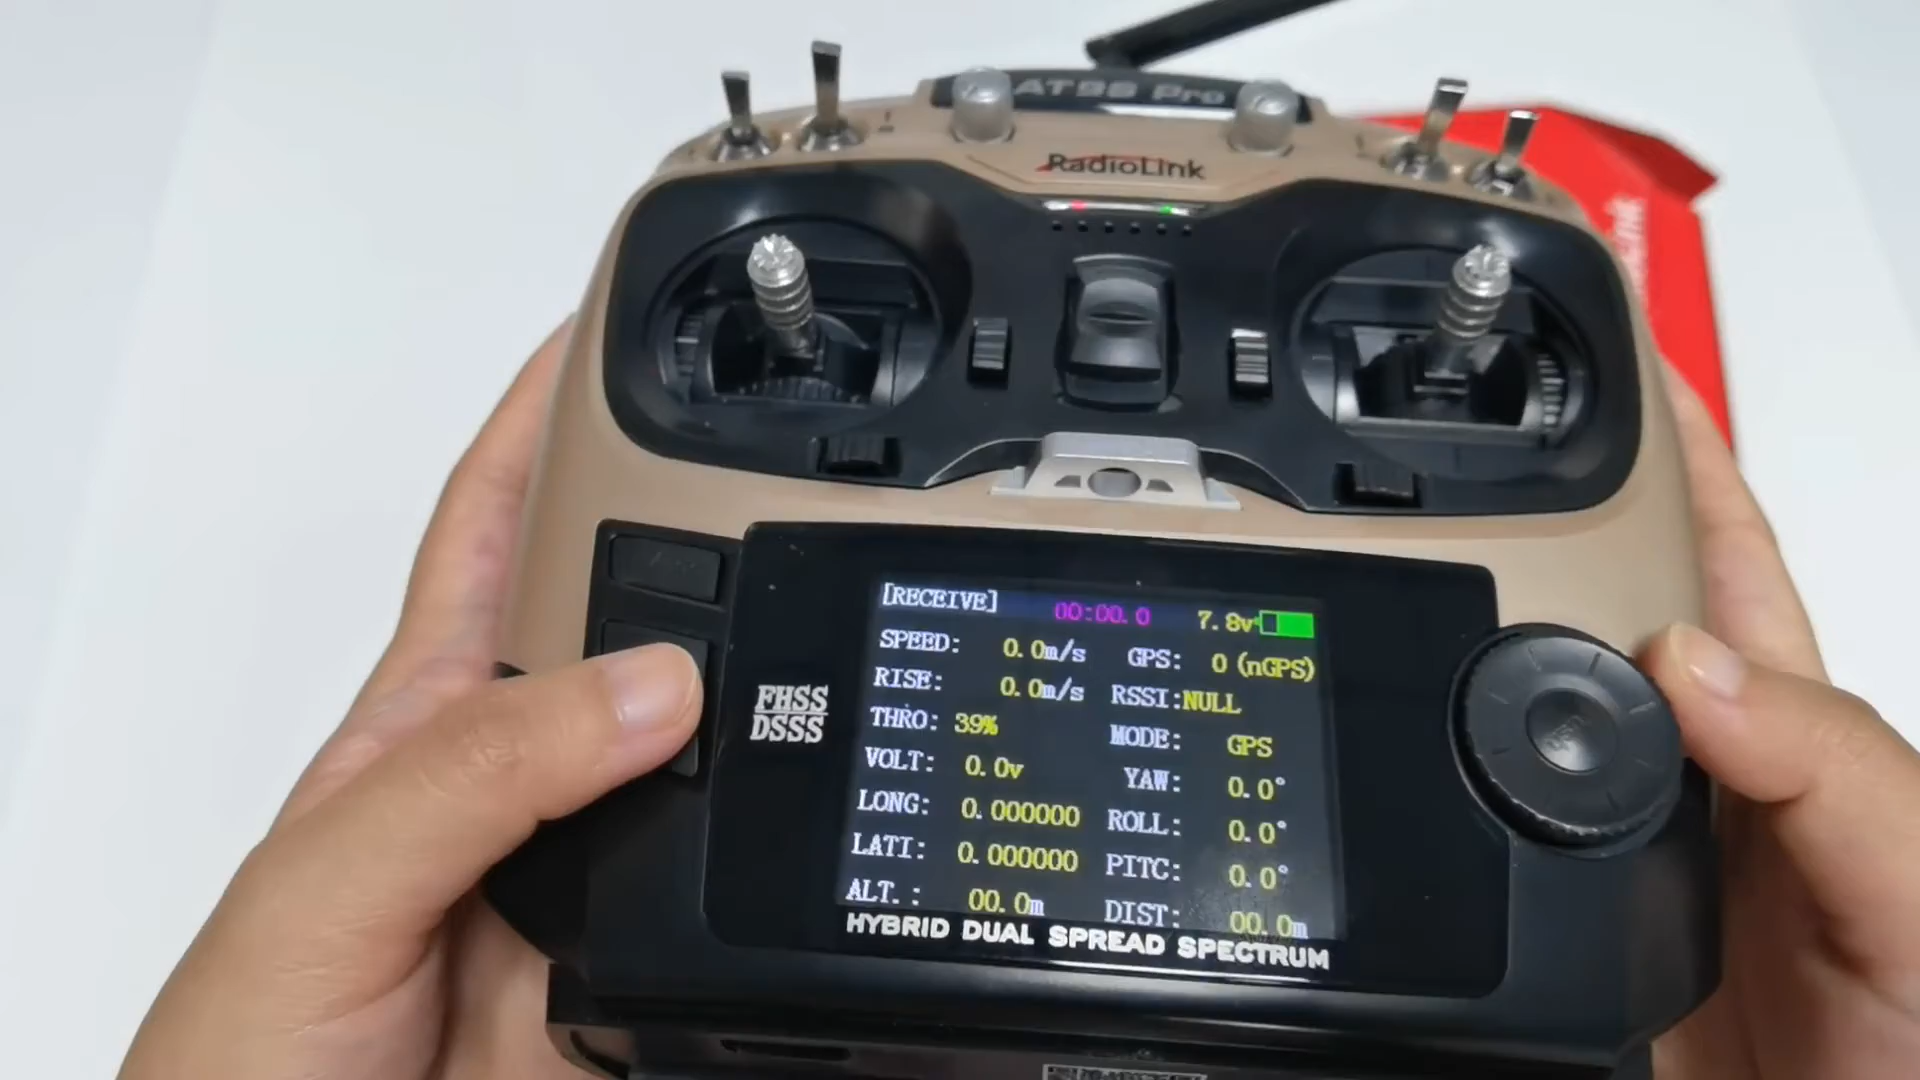 AT9S Pro
RadioLink
[RECEIVE] 00:00.0 7.8v
SPEED: 0.0m/s GPS: 0 (nGPS)
RISE: 0.0m/s RSSI:NULL
THRO: 39% MODE: GPS
VOLT: 0.0v YAW: 0.0°
LONG: 0.000000 ROLL: 0.0°
LATI: 0.000000 PITC: 0.0°
ALT.: 00.0m DIST: 00.0m
FHSS
DSSS
HYBRID DUAL SPREAD SPECTRUM